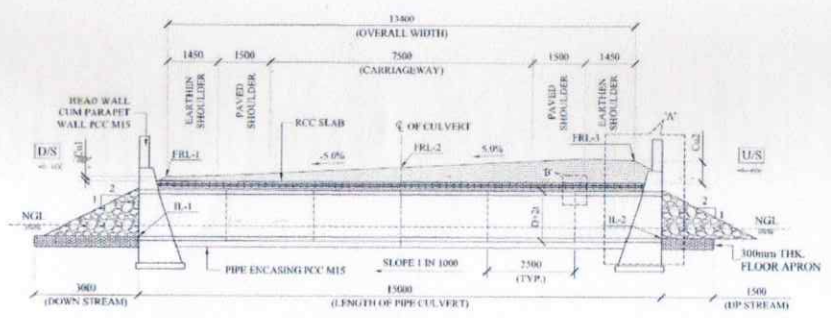 13400
(OVERALL WIDTH)
1450
1500
7500
1500
1450
(CARRIAGEWAY)
EARTHEN
SHOULDER
PAVED
SHOULDER
PAVED
SHOULDER
EARTHEN
SHOULDER
HEAD WALL
CUM PARAPET
WALL PCC M15
RCC SLAB
℄ OF CULVERT
'A'
D/S
Cu1
FRL-1
-5.0%
FRL-2
5.0%
FRL-3
Cu2
U/S
'B'
2
1
IL-1
D+2t
IL-2
2
1
NGL
NGL
PIPE ENCASING PCC M15
SLOPE 1 IN 1000
2500
(TYP.)
300mm THK.
FLOOR APRON
3000
(DOWN STREAM)
15000
(LENGTH OF PIPE CULVERT)
1500
(UP STREAM)